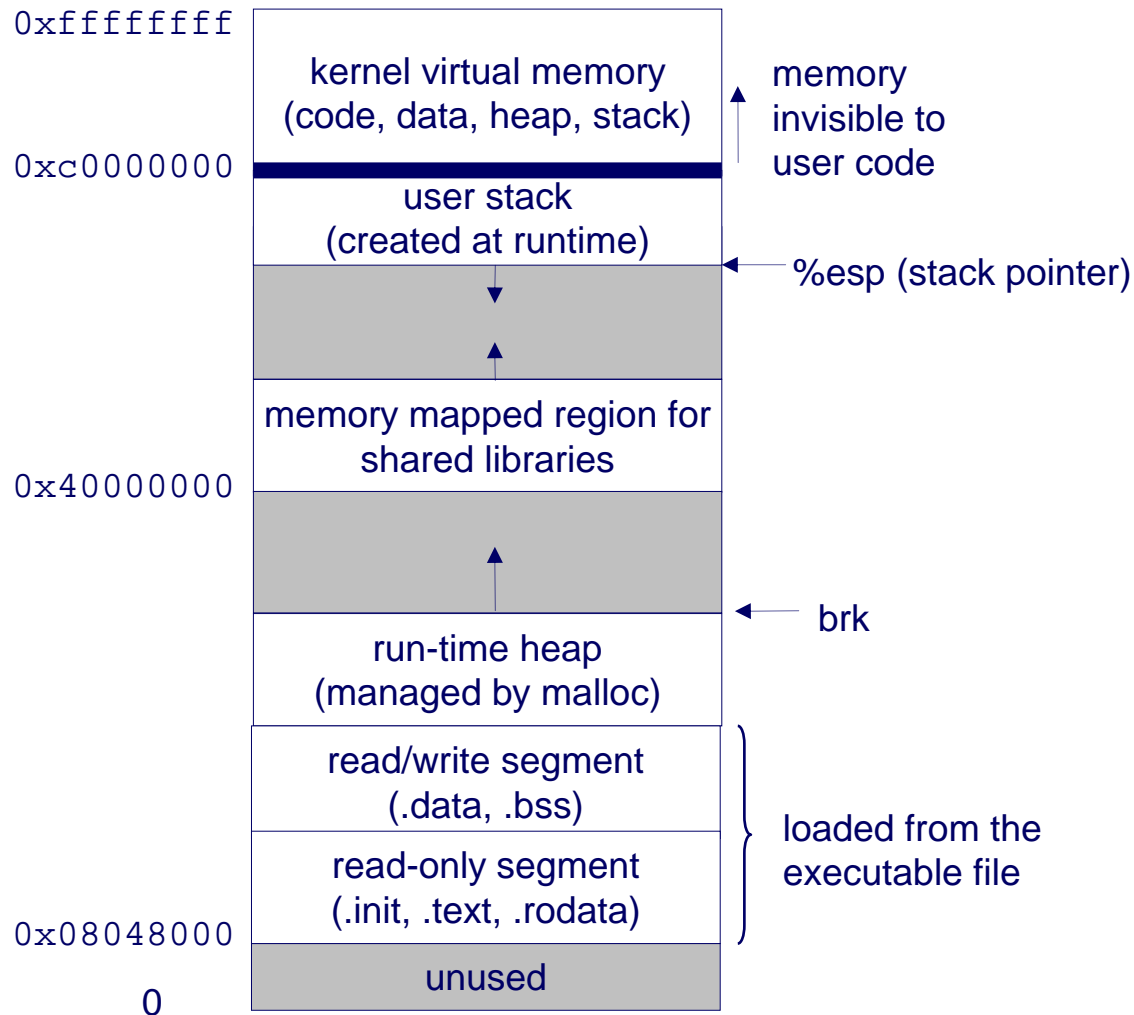 0xffffffff
kernel virtual memory
(code, data, heap, stack)
memory
invisible to
user code
0xc0000000
user stack
(created at runtime)
%esp (stack pointer)
memory mapped region for
shared libraries
0x40000000
brk
run-time heap
(managed by malloc)
read/write segment
(.data, .bss)
loaded from the
executable file
read-only segment
(.init, .text, .rodata)
0x08048000
unused
0